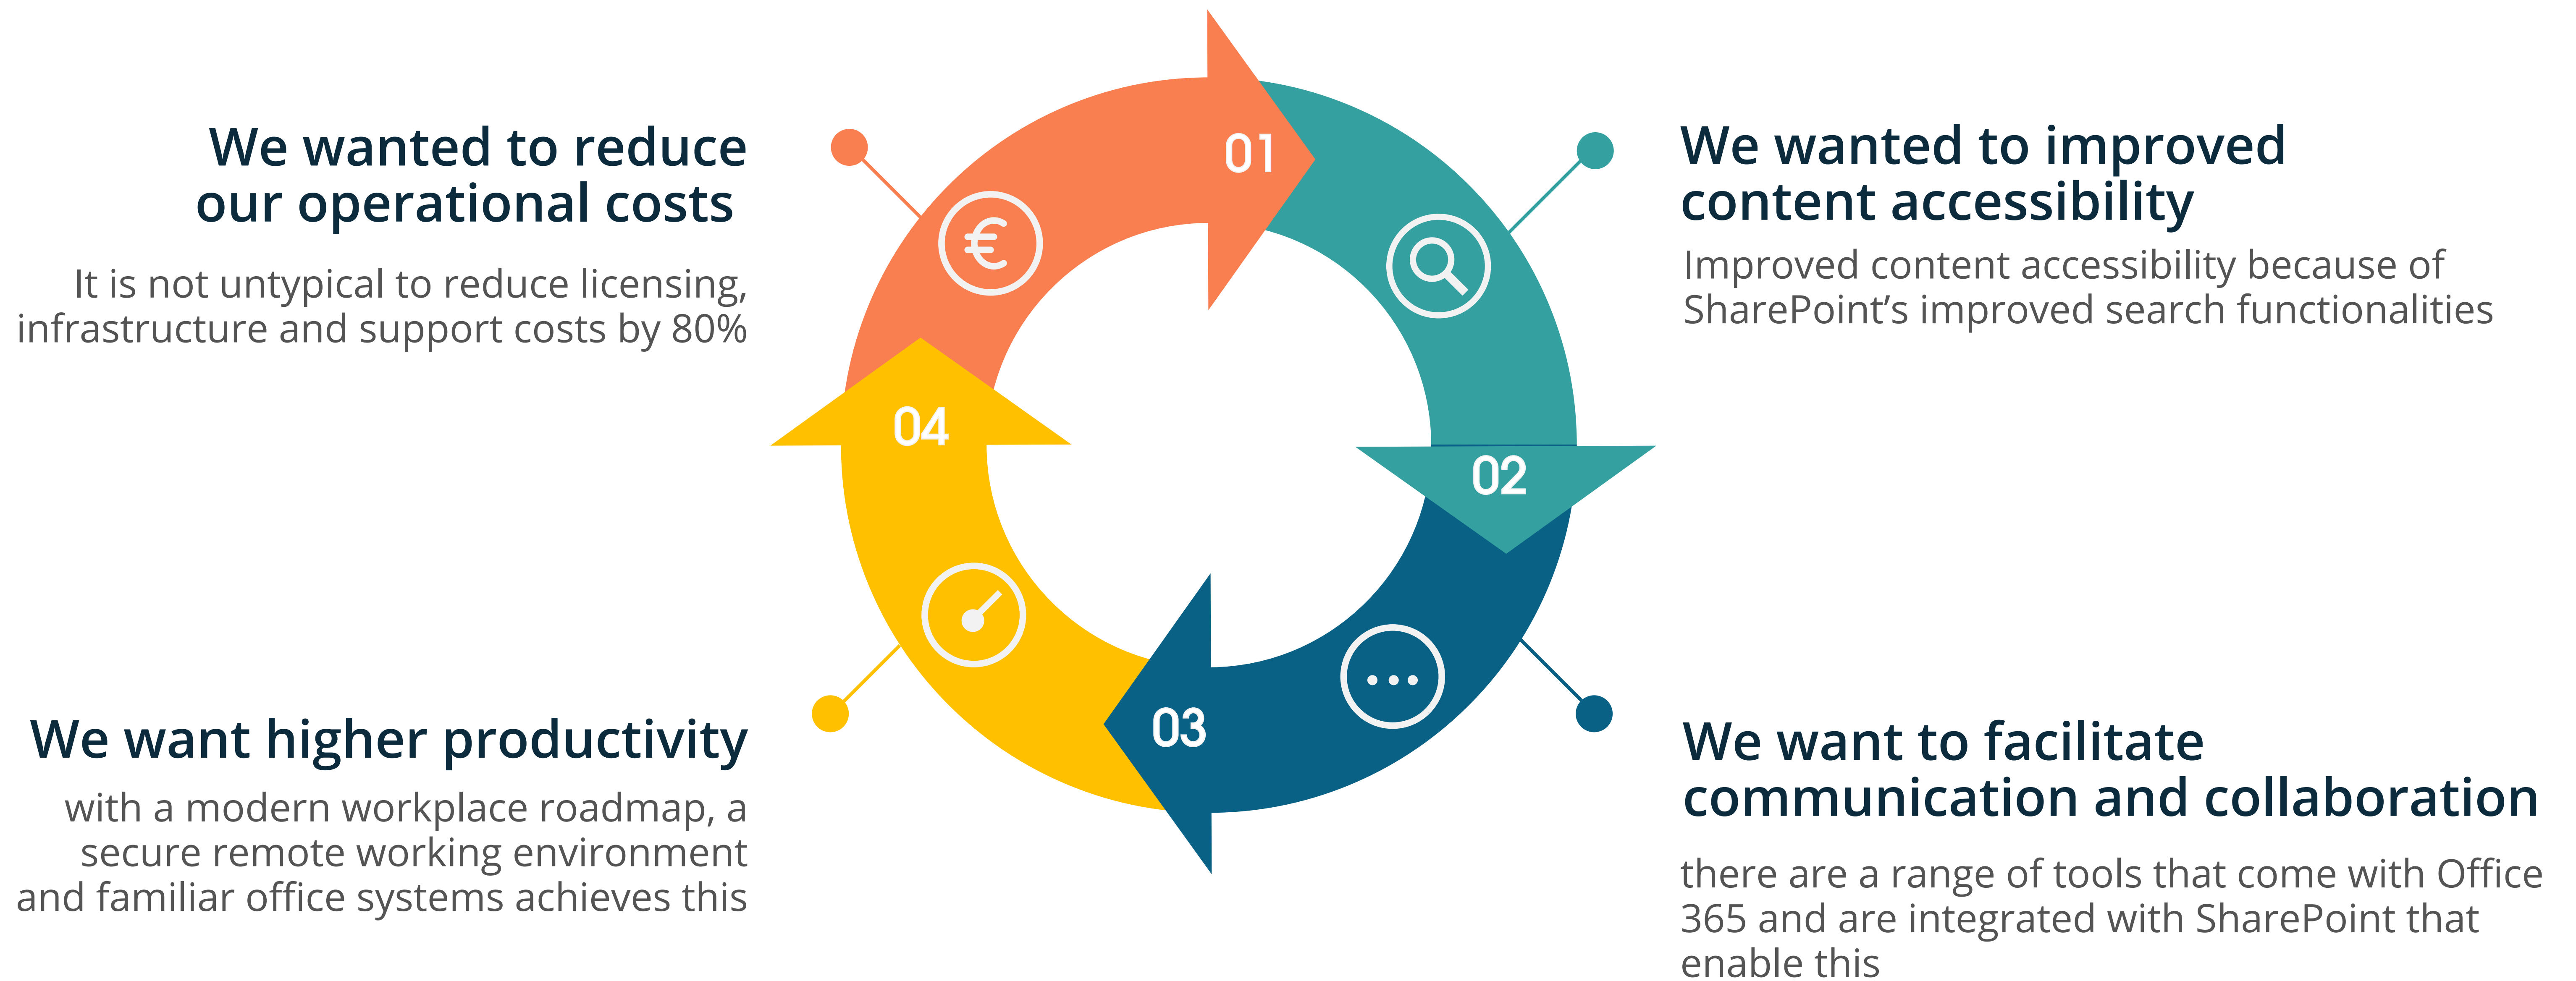 We wanted to reduce
our operational costs
It is not untypical to reduce licensing,
infrastructure and support costs by 80%
01
We wanted to improved
content accessibility
Improved content accessibility because of
SharePoint’s improved search functionalities
€
04
02
03
We want higher productivity
with a modern workplace roadmap, a
secure remote working environment
and familiar office systems achieves this
We want to facilitate
communication and collaboration
there are a range of tools that come with Office
365 and are integrated with SharePoint that
enable this